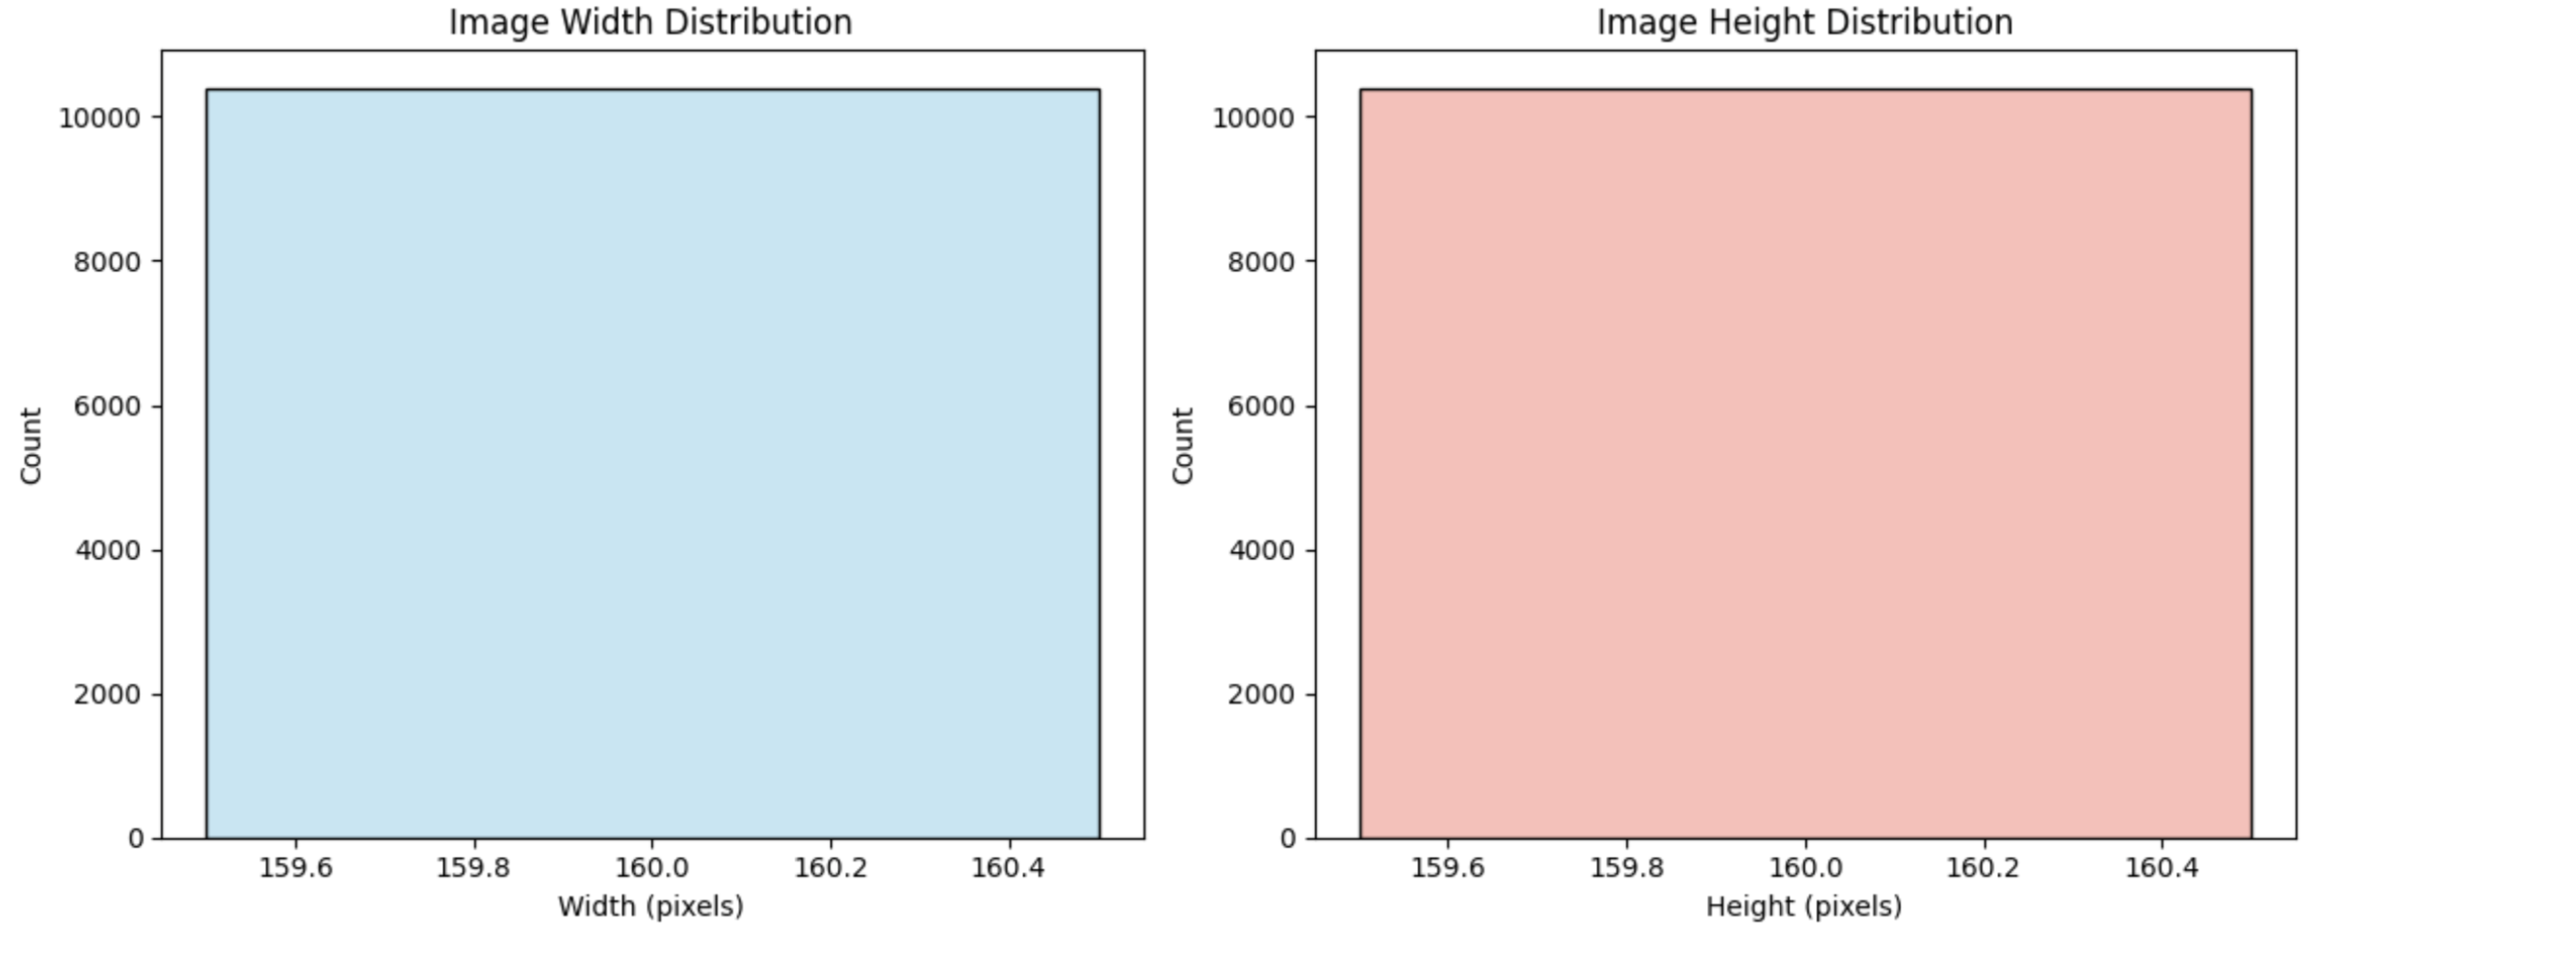 Image Width Distribution
10000
8000
6000
4000
2000
0
Count
159.6 159.8 160.0 160.2 160.4
Width (pixels)
Image Height Distribution
10000
8000
6000
4000
2000
0
Count
159.6 159.8 160.0 160.2 160.4
Height (pixels)